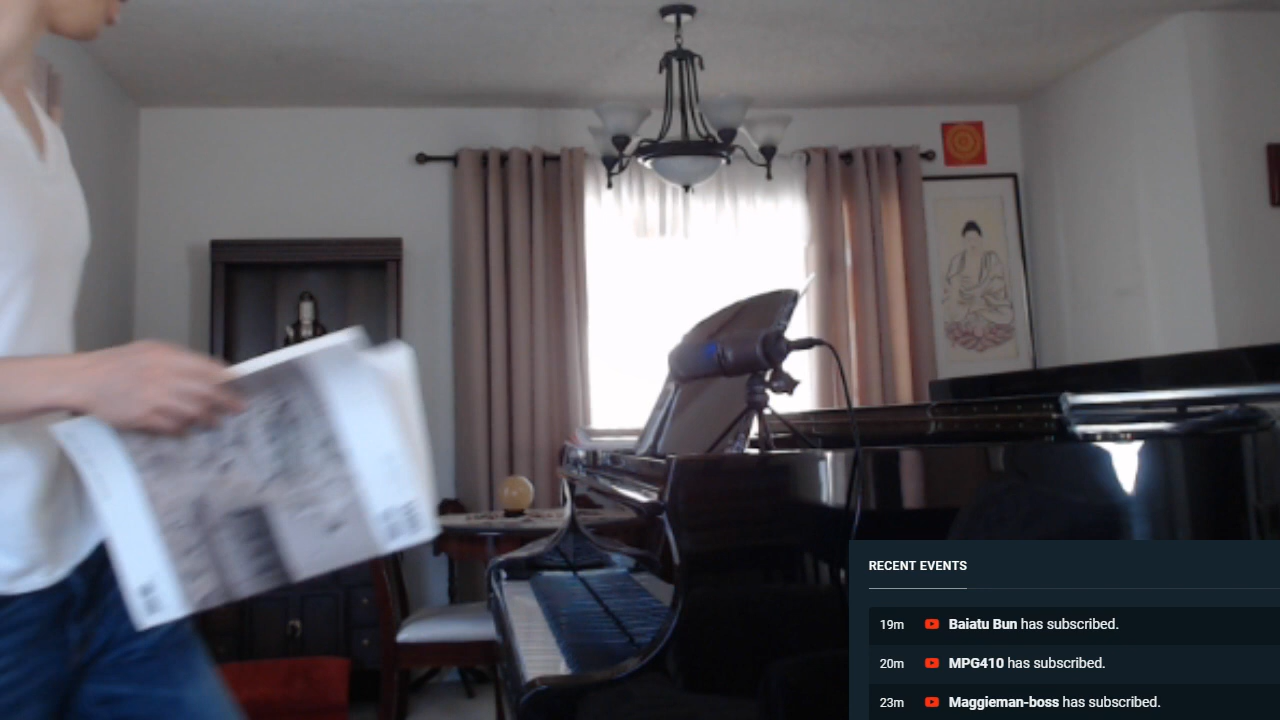 RECENT EVENTS
19m Baiatu Bun has subscribed.
20m MPG410 has subscribed.
23m Maggieman-boss has subscribed.